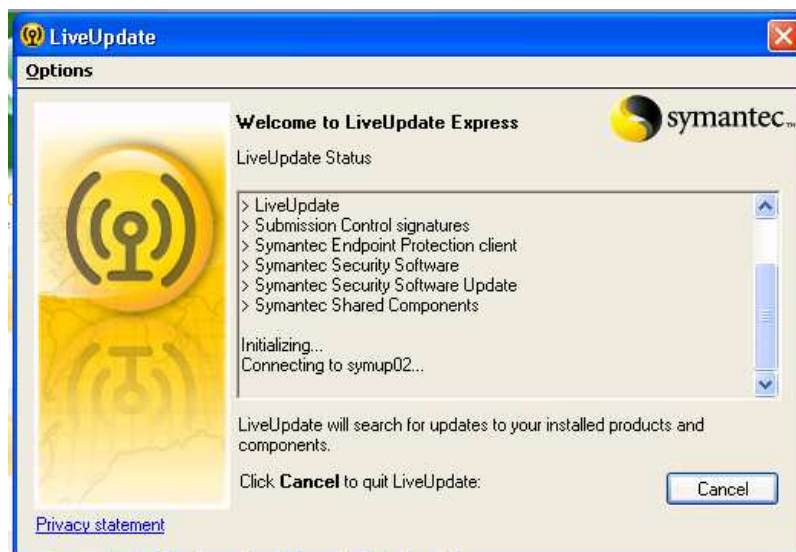 LiveUpdate
Options
symantec™
Welcome to LiveUpdate Express
LiveUpdate Status
> LiveUpdate
> Submission Control signatures
> Symantec Endpoint Protection client
> Symantec Security Software
> Symantec Security Software Update
> Symantec Shared Components
Initializing...
Connecting to symup02...
LiveUpdate will search for updates to your installed products and
components.
Click Cancel to quit LiveUpdate:
Cancel
Privacy statement